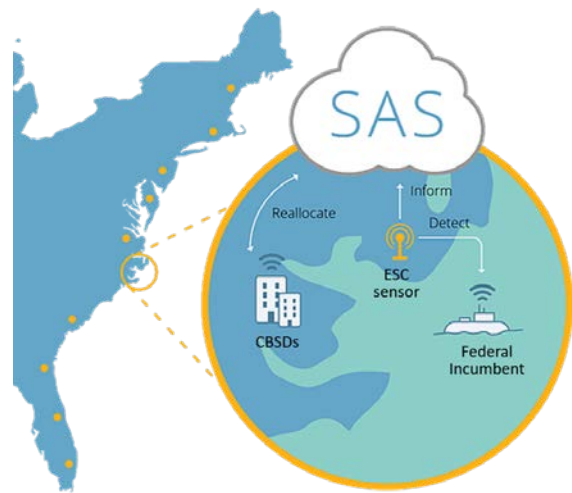 SAS
Inform
Reallocate
Detect
ESC
sensor
CBSDs
Federal
Incumbent